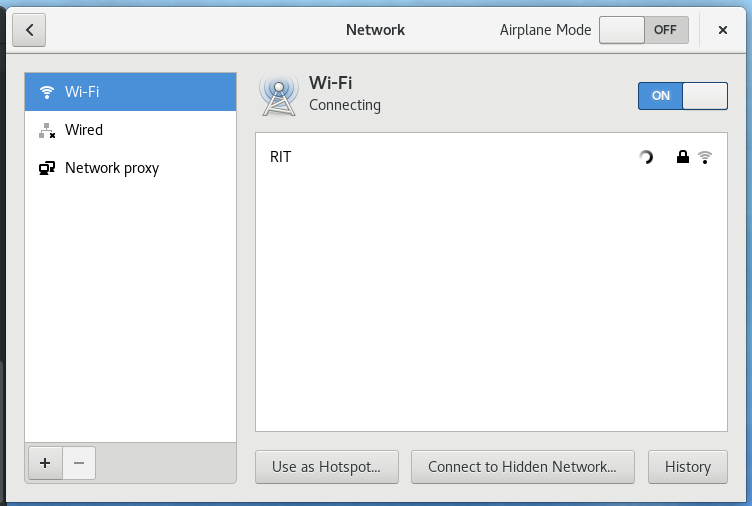 Network
Airplane Mode OFF
Wi-Fi
Wired
Network proxy
Wi-Fi
Connecting
ON
RIT
Use as Hotspot...
Connect to Hidden Network...
History